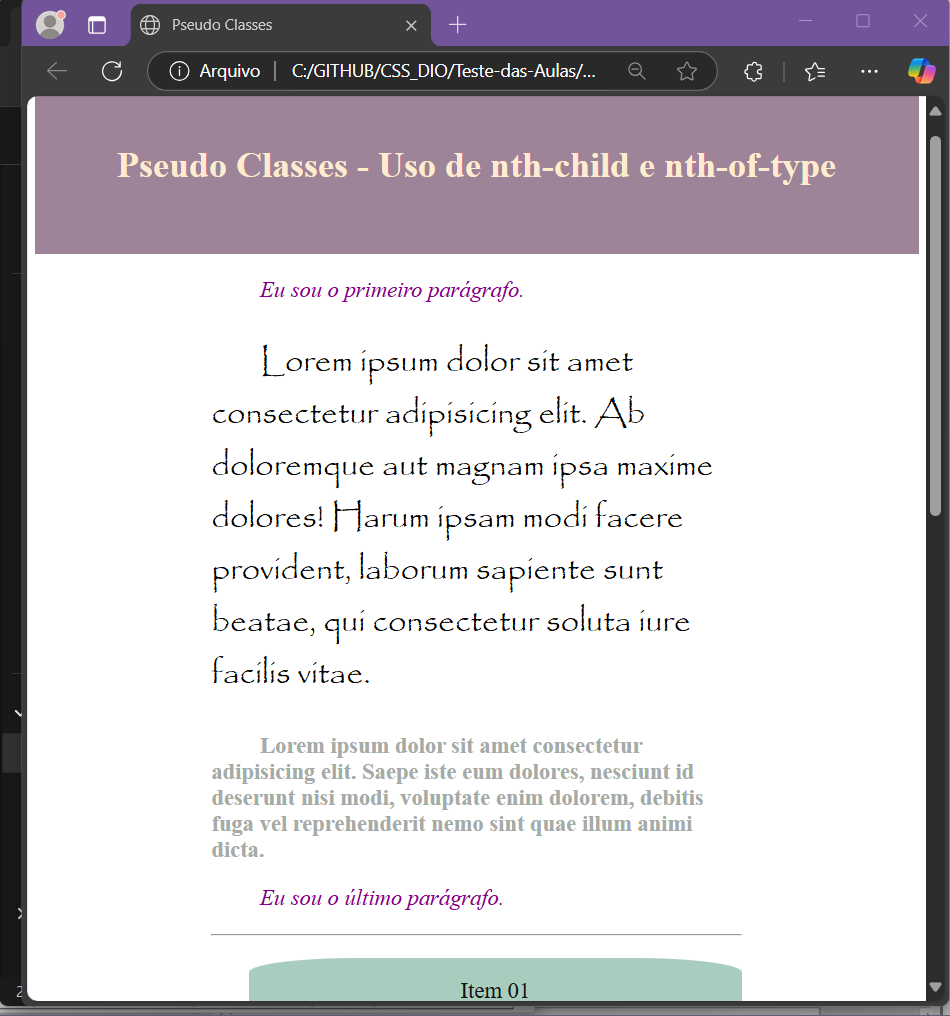 Pseudo Classes
Arquivo
C:/GITHUB/CSS_DIO/Teste-das-Aulas/...
Pseudo Classes - Uso de nth-child e nth-of-type
Eu sou o primeiro parágrafo.
Lorem ipsum dolor sit amet
consectetur adipisicing elit. Ab
doloremque aut magnam ipsa maxime
dolores! Harum ipsam modi facere
provident, laborum sapiente sunt
beatae, qui consectetur soluta iure
facilis vitae.
Lorem ipsum dolor sit amet consectetur
adipisicing elit. Saepe iste eum dolores, nesciunt id
deserunt nisi modi, voluptate enim dolorem, debitis
fuga vel reprehenderit nemo sint quae illum animi
dicta.
Eu sou o último parágrafo.
Item 01
2